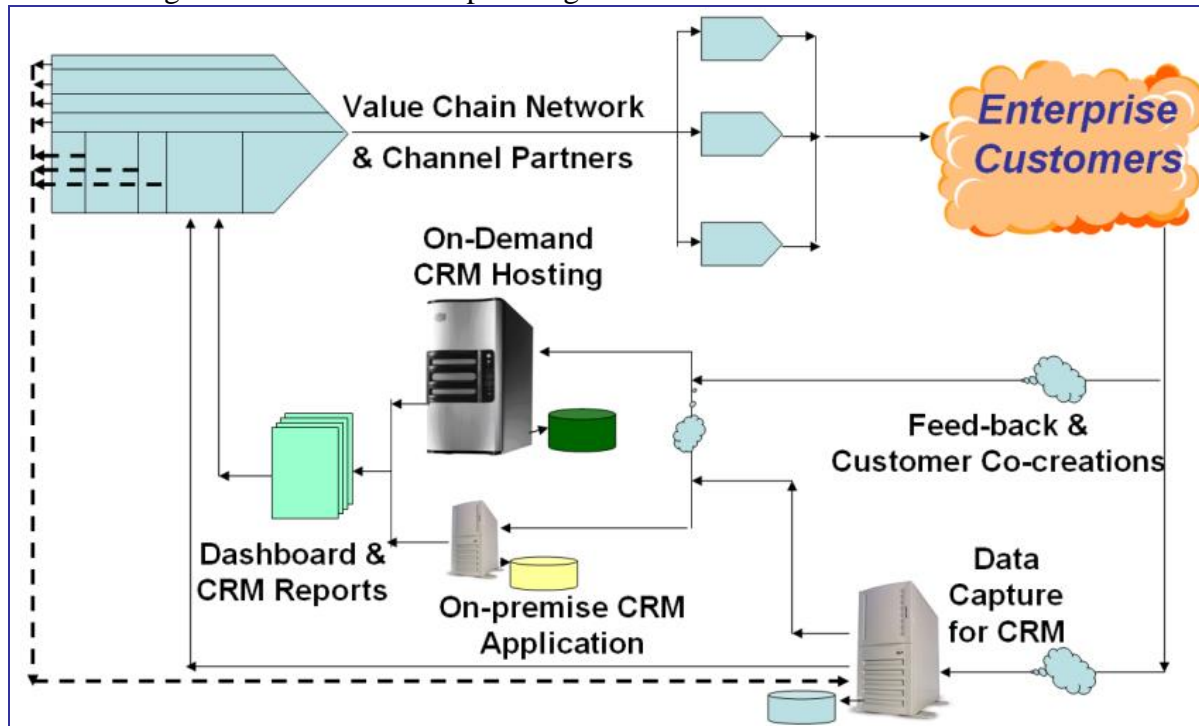 Value Chain Network
& Channel Partners
Enterprise
Customers
On-Demand
CRM Hosting
Feed-back &
Customer Co-creations
Dashboard &
CRM Reports
On-premise CRM
Application
Data
Capture
for CRM